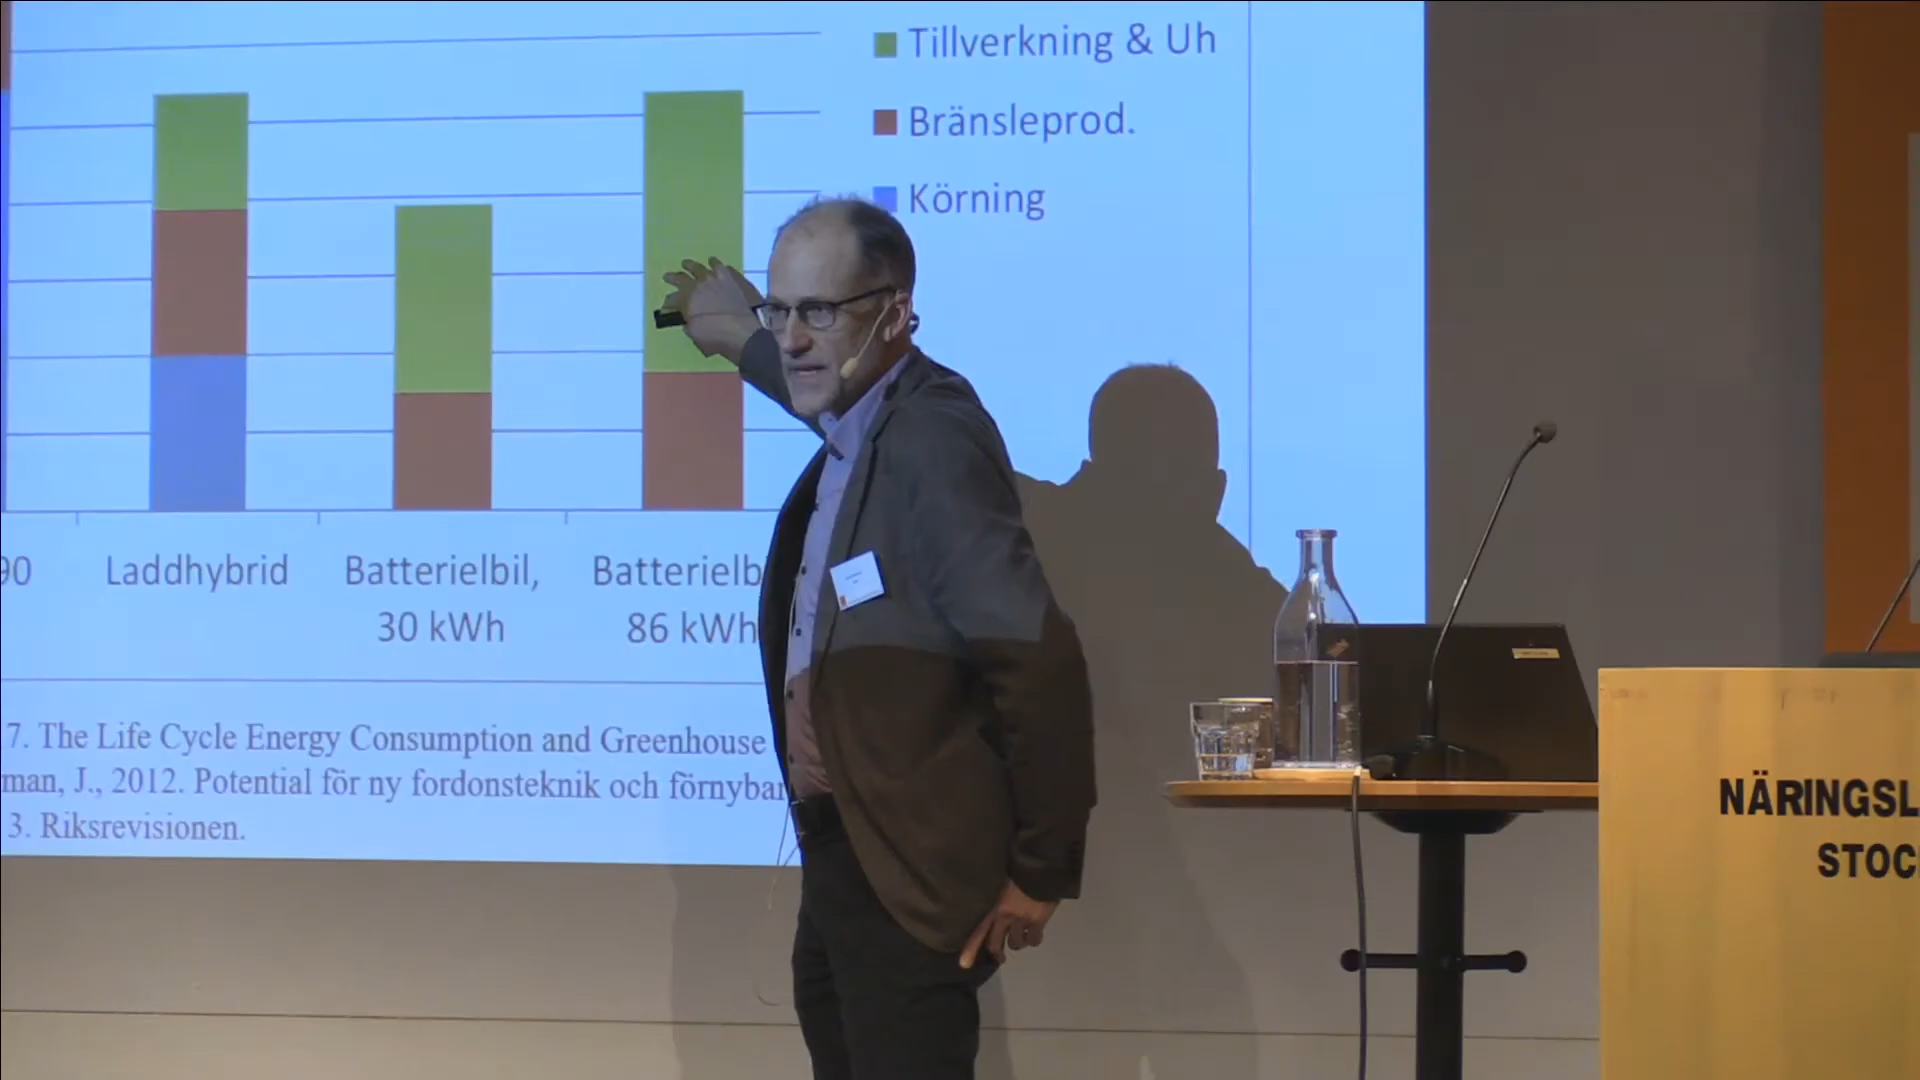 Tillverkning & Uh
Bränsleprod.
Körning
90
Laddhybrid
Batterielbil,
30 kWh
Batterielb
86 kWh
7. The Life Cycle Energy Consumption and Greenhouse
man, J., 2012. Potential för ny fordonsteknik och förnybar
3. Riksrevisionen.
NÄRINGSL
STOC